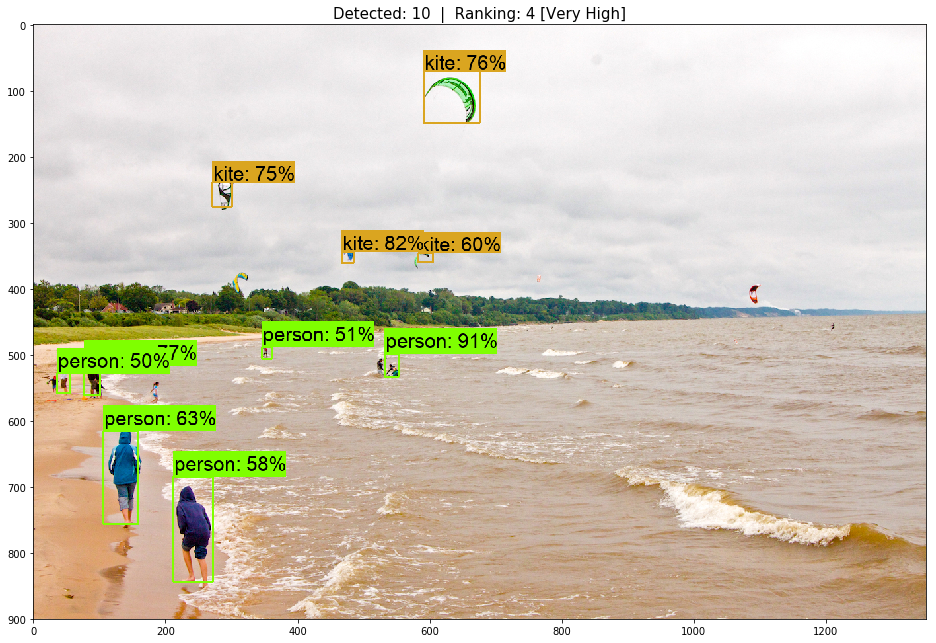 Detected: 10 | Ranking: 4 [Very High]
0
kite: 76%
100
200
kite: 75%
300
kite: 82%
kite: 60%
400
person: 51%
person: 91%
500
77%
person: 50%
600
person: 63%
person: 58%
700
800
900
0
200
400
600
800
1000
1200